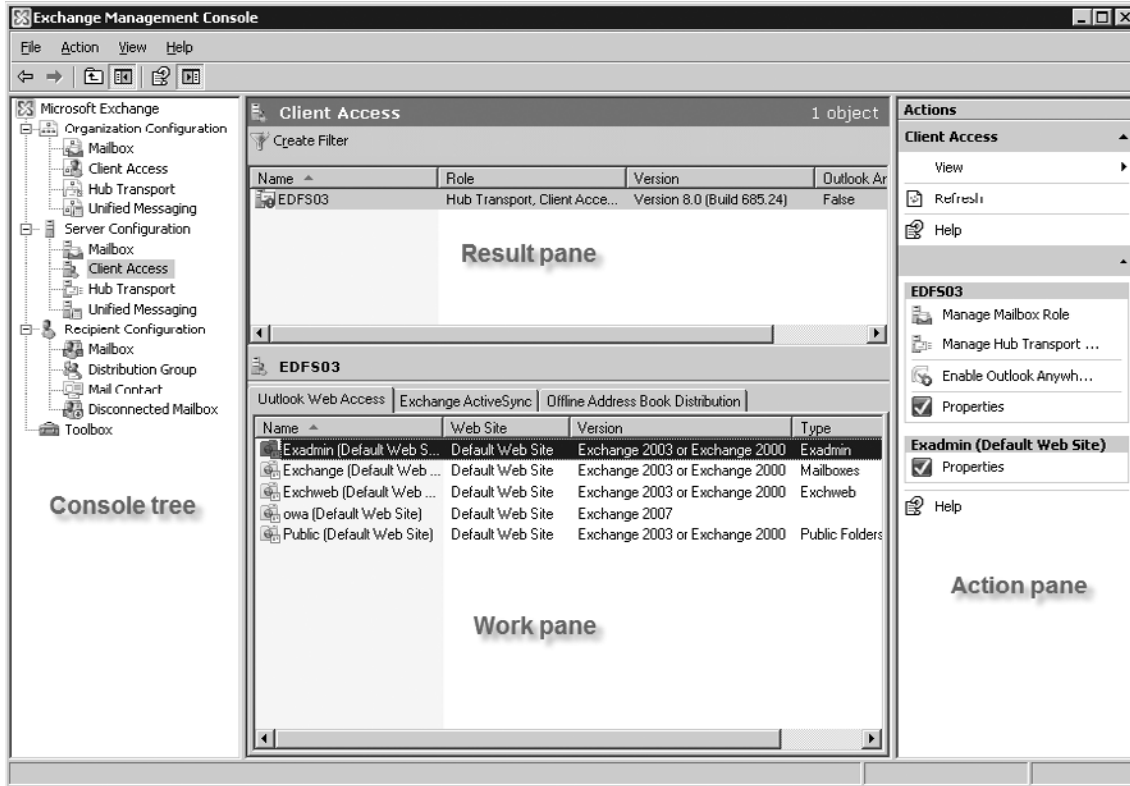 Exchange Management Console
File Action View Help
Microsoft Exchange
Organization Configuration
Mailbox
Client Access
Hub Transport
Unified Messaging
Server Configuration
Mailbox
Client Access
Hub Transport
Unified Messaging
Recipient Configuration
Mailbox
Distribution Group
Mail Contact
Disconnected Mailbox
Toolbox
Console tree
Client Access 1 object
Create Filter
Name Role Version Outlook Ar
EDFS03 Hub Transport, Client Acce... Version 8.0 (Build 685.24) False
Result pane
EDFS03
Outlook Web Access Exchange ActiveSync Offline Address Book Distribution
Name Web Site Version Type
Exadmin (Default Web S... Default Web Site Exchange 2003 or Exchange 2000 Exadmin
Exchange (Default Web ... Default Web Site Exchange 2003 or Exchange 2000 Mailboxes
Exchweb (Default Web ... Default Web Site Exchange 2003 or Exchange 2000 Exchweb
owa (Default Web Site) Default Web Site Exchange 2007
Public (Default Web Site) Default Web Site Exchange 2003 or Exchange 2000 Public Folders
Work pane
Actions
Client Access
View
Refresh
Help
EDFS03
Manage Mailbox Role
Manage Hub Transport ...
Enable Outlook Anywh...
Properties
Exadmin (Default Web Site)
Properties
Help
Action pane